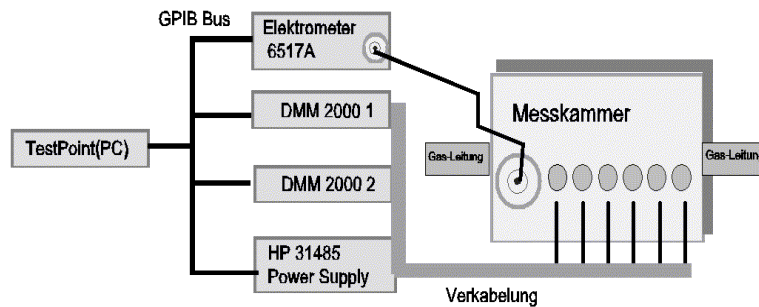 GPIB Bus
Elektrometer
6517A
Messkammer
DMM 2000 1
TestPoint(PC)
Gas-Leitung
Gas-Leitun
DMM 2000 2
HP 31485
Power Supply
Verkabelung